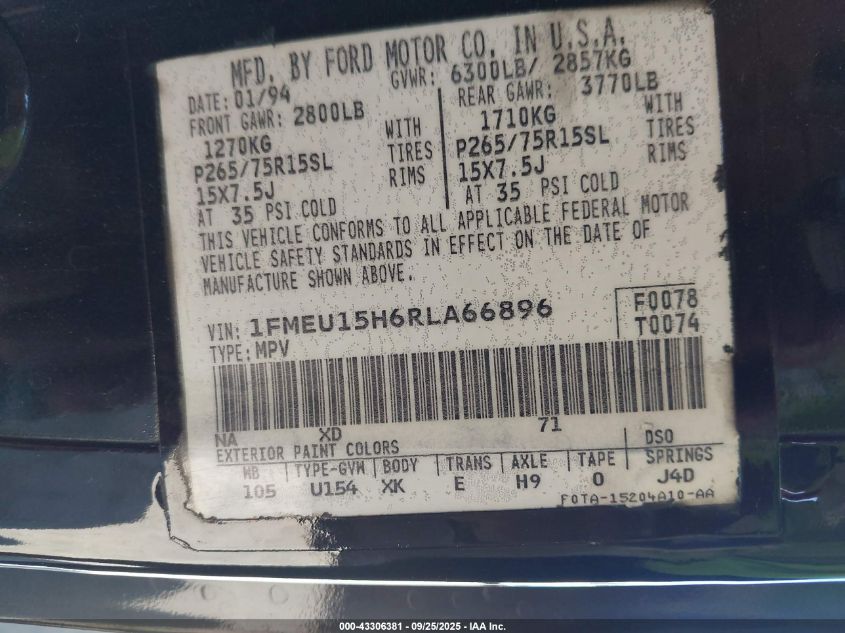 MFD. BY FORD MOTOR CO. IN U.S.A.
DATE: 01/94 GVWR: 6300LB/ 2857KG
FRONT GAWR: 2800LB REAR GAWR: 3770LB
1270KG WITH 1710KG WITH
P265/75R15SL TIRES P265/75R15SL TIRES
15X7.5J RIMS 15X7.5J RIMS
AT 35 PSI COLD AT 35 PSI COLD
THIS VEHICLE CONFORMS TO ALL APPLICABLE FEDERAL MOTOR
VEHICLE SAFETY STANDARDS IN EFFECT ON THE DATE OF
MANUFACTURE SHOWN ABOVE.
VIN: 1FMEU15H6RLA66896 F0078
TYPE: MPV T0074
NA XD 71
EXTERIOR PAINT COLORS DSO
WB TYPE-GVW BODY TRANS AXLE TAPE SPRINGS
105 U154 XK E H9 0 J4D
F0TA-15204A10-AA
000-43306381 | 09/25/2025 - IAA Inc.